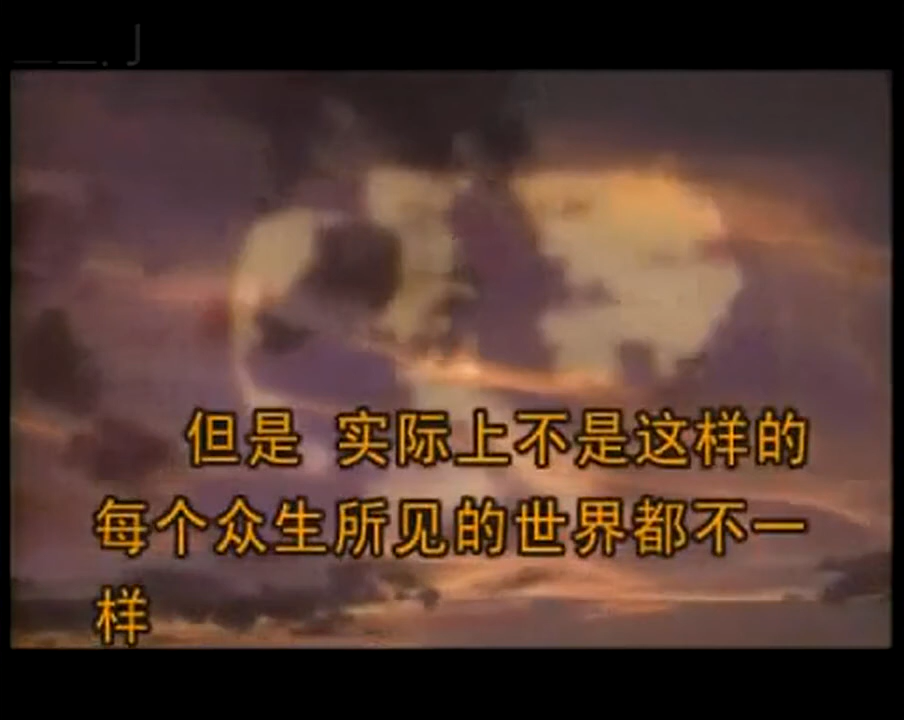 但是 实际上不是这样的
每个众生所见的世界都不一
样